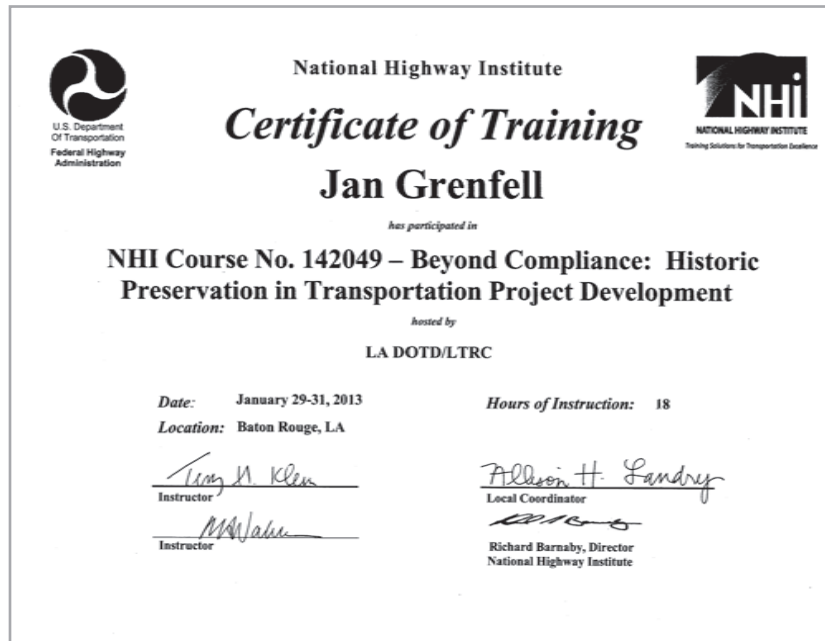 National Highway Institute
U.S. Department
Of Transportation
Federal Highway
Administration
NHI
NATIONAL HIGHWAY INSTITUTE
Training Solutions for Transportation Excellence
Certificate of Training
Jan Grenfell
has participated in
NHI Course No. 142049 – Beyond Compliance: Historic
Preservation in Transportation Project Development
hosted by
LA DOTD/LTRC
Date: January 29-31, 2013
Location: Baton Rouge, LA
Hours of Instruction: 18
Klein
Instructor
Instructor
Allison H. Landry
Local Coordinator
Richard Barnaby, Director
National Highway Institute